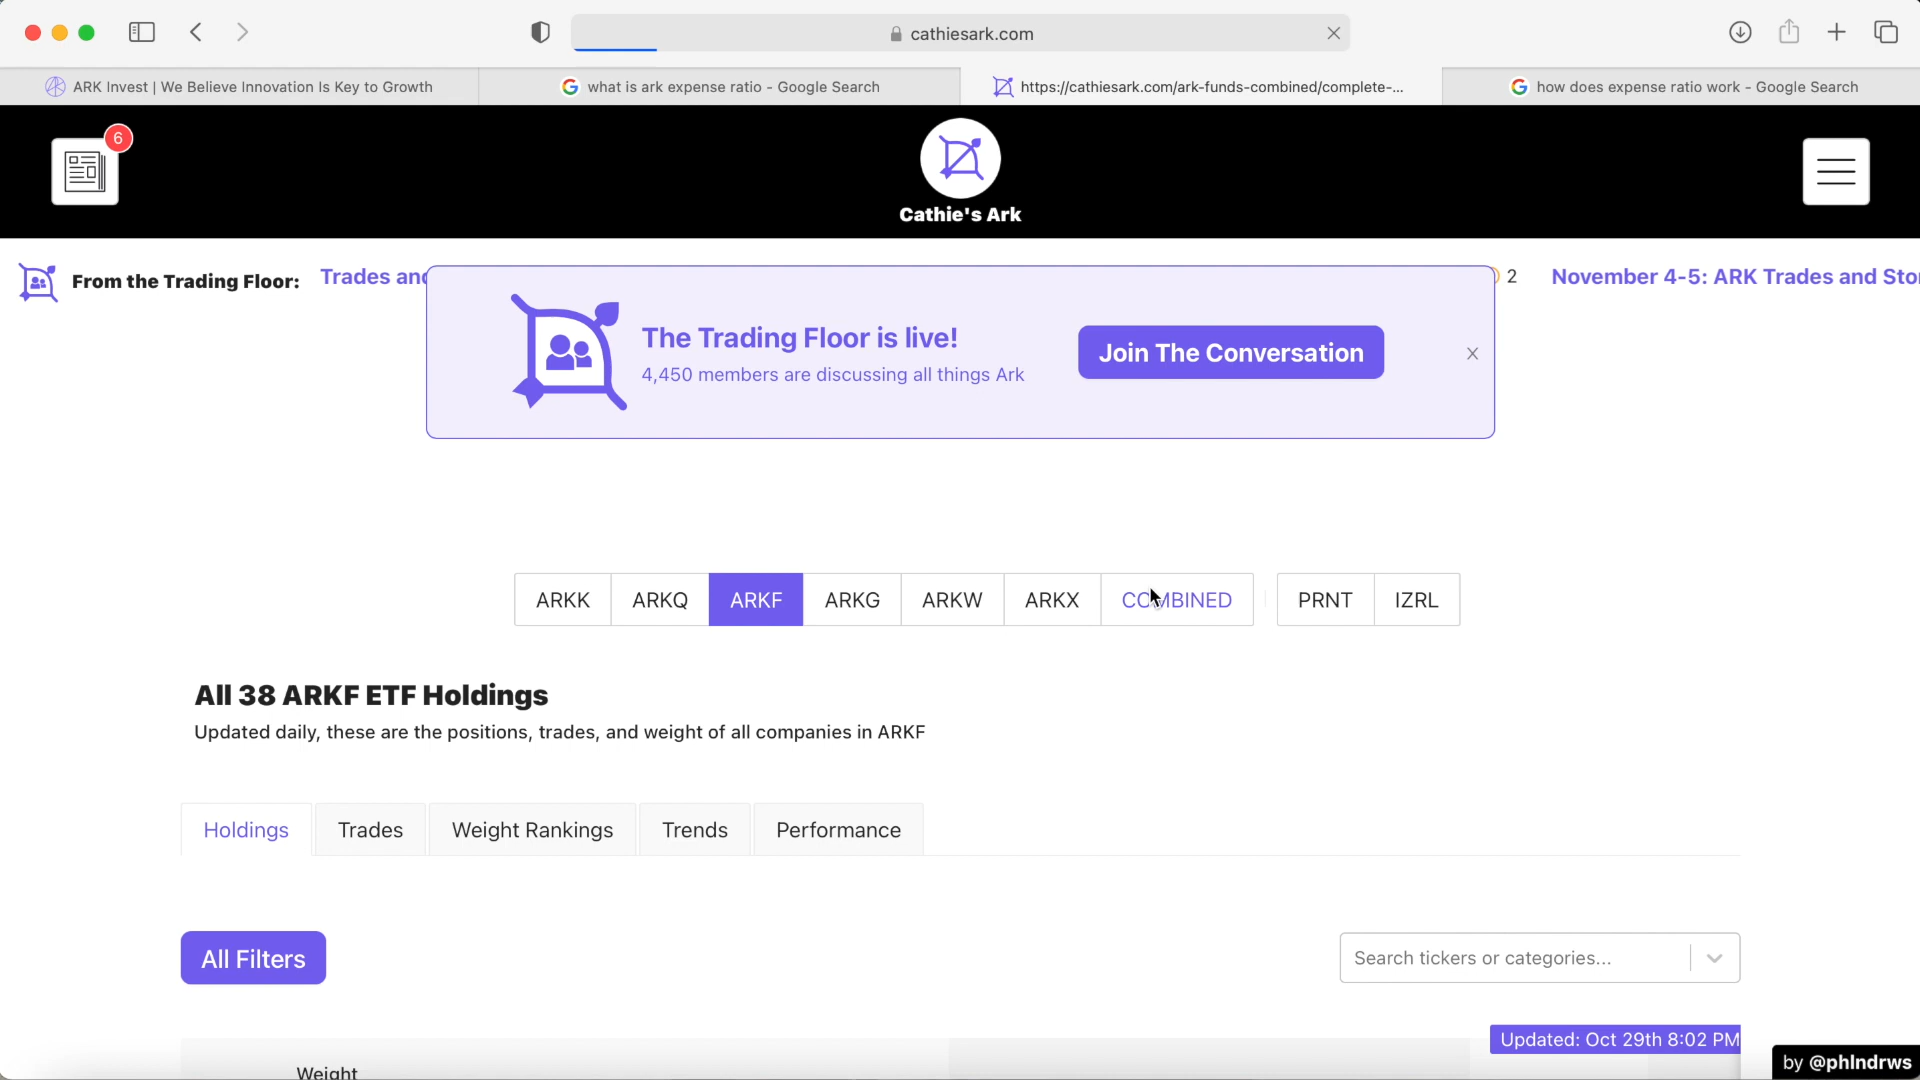 cathiesark.com
ARK Invest | We Believe Innovation Is Key to Growth
what is ark expense ratio - Google Search
https://cathiesark.com/ark-funds-combined/complete-...
how does expense ratio work - Google Search
6
Cathie's Ark
From the Trading Floor:
Trades and
2
November 4-5: ARK Trades and Sto
The Trading Floor is live!
4,450 members are discussing all things Ark
Join The Conversation
X
ARKK ARKQ ARKF ARKG ARKW ARKX COMBINED PRNT IZRL
All 38 ARKF ETF Holdings
Updated daily, these are the positions, trades, and weight of all companies in ARKF
Holdings Trades Weight Rankings Trends Performance
All Filters
Search tickers or categories...
Updated: Oct 29th 8:02 PM
by @phlndrws
Weight